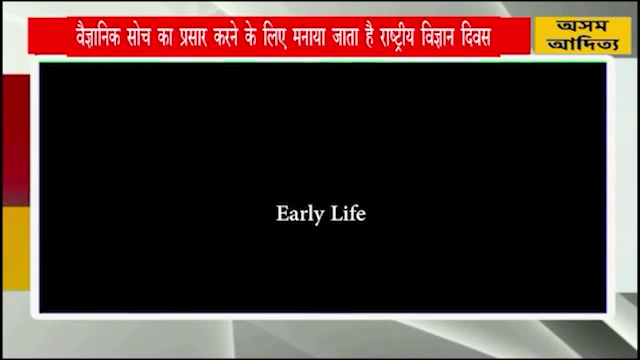 वैज्ञानिक सोच का प्रसार करने के लिए मनाया जाता है राष्ट्रीय विज्ञान दिवस
অসম
আদিত্য
Early Life